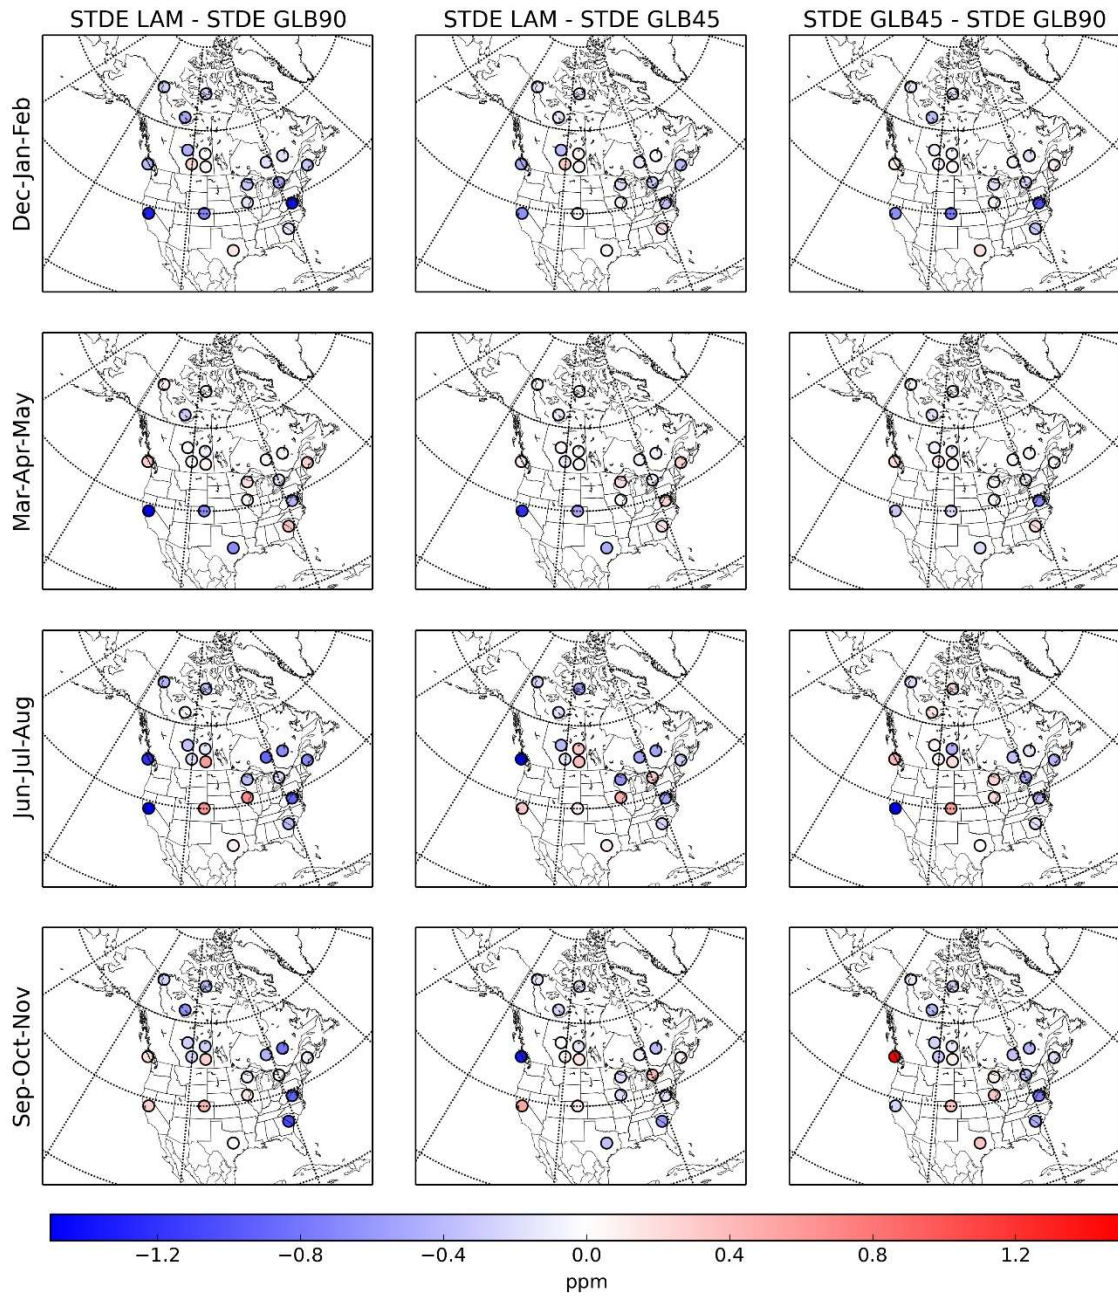 STDE LAM - STDE GLB90 STDE LAM - STDE GLB45 STDE GLB45 - STDE GLB90
Dec-Jan-Feb
Mar-Apr-May
Jun-Jul-Aug
Sep-Oct-Nov
−1.2 −0.8 −0.4 0.0 0.4 0.8 1.2
ppm